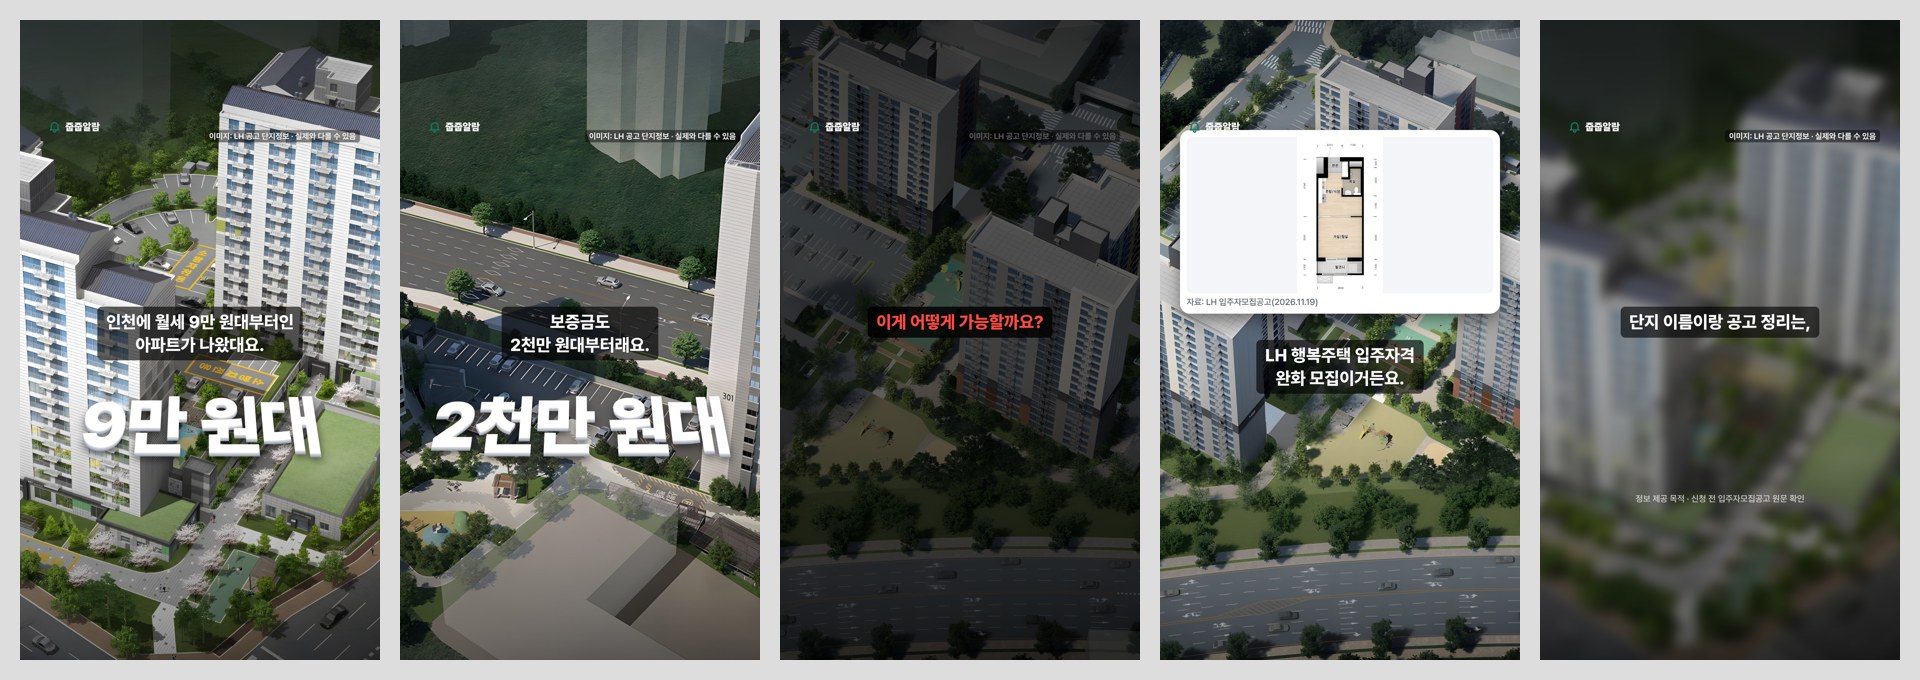 줍줍알람
이미지: LH 공고 단지정보 · 실제와 다를 수 있음
인천에 월세 9만 원대부터인
아파트가 나왔대요.
9만 원대
줍줍알람
이미지: LH 공고 단지정보 · 실제와 다를 수 있음
보증금도
2천만 원대부터래요.
301
2천만 원대
줍줍알람
이미지: LH 공고 단지정보 · 실제와 다를 수 있음
이게 어떻게 가능할까요?
줍줍알람
자료: LH 입주자모집공고(2026.11.19)
LH 행복주택 입주자격
완화 모집이거든요.
줍줍알람
이미지: LH 공고 단지정보 · 실제와 다를 수 있음
단지 이름이랑 공고 정리는,
정보 제공 목적 · 신청 전 입주자모집공고 원문 확인